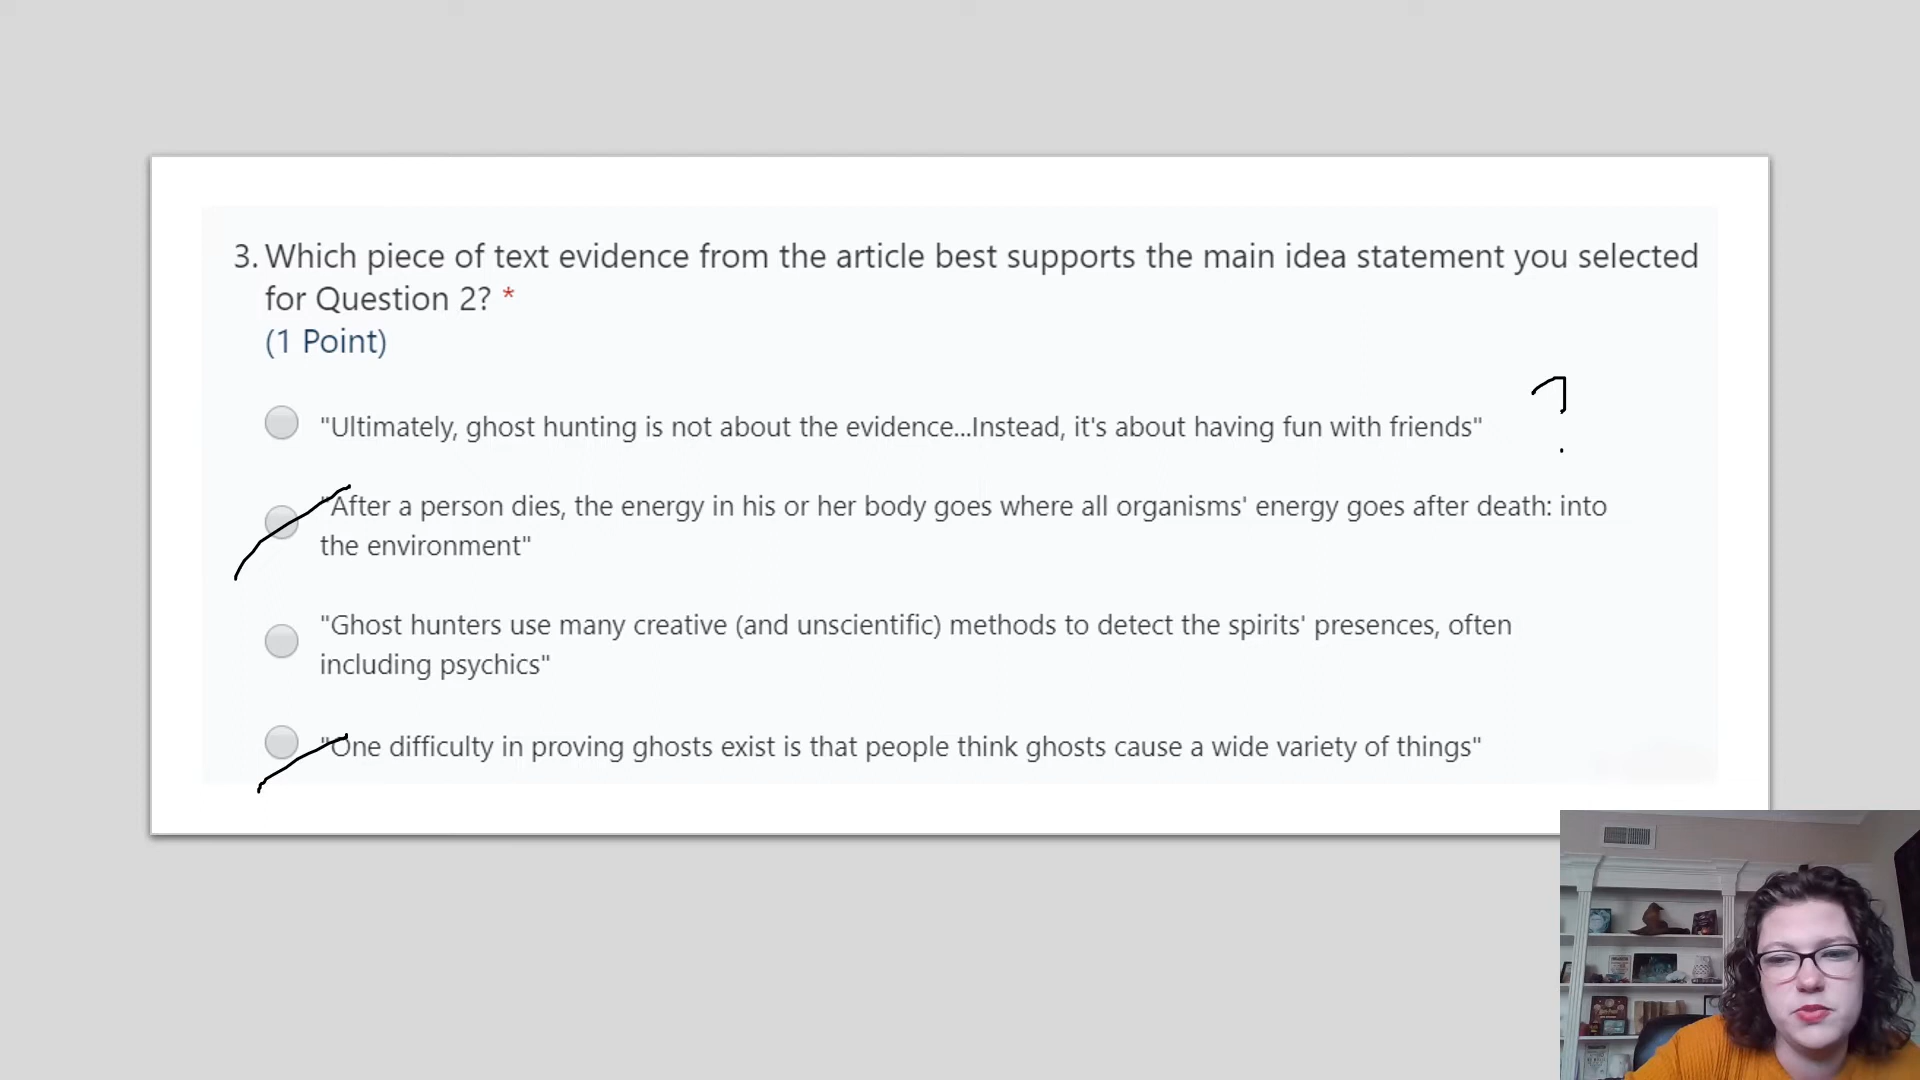 3. Which piece of text evidence from the article best supports the main idea statement you selected
for Question 2? *
(1 Point)
"Ultimately, ghost hunting is not about the evidence...Instead, it's about having fun with friends"
?
"After a person dies, the energy in his or her body goes where all organisms' energy goes after death: into
the environment"
"Ghost hunters use many creative (and unscientific) methods to detect the spirits' presences, often
including psychics"
"One difficulty in proving ghosts exist is that people think ghosts cause a wide variety of things"